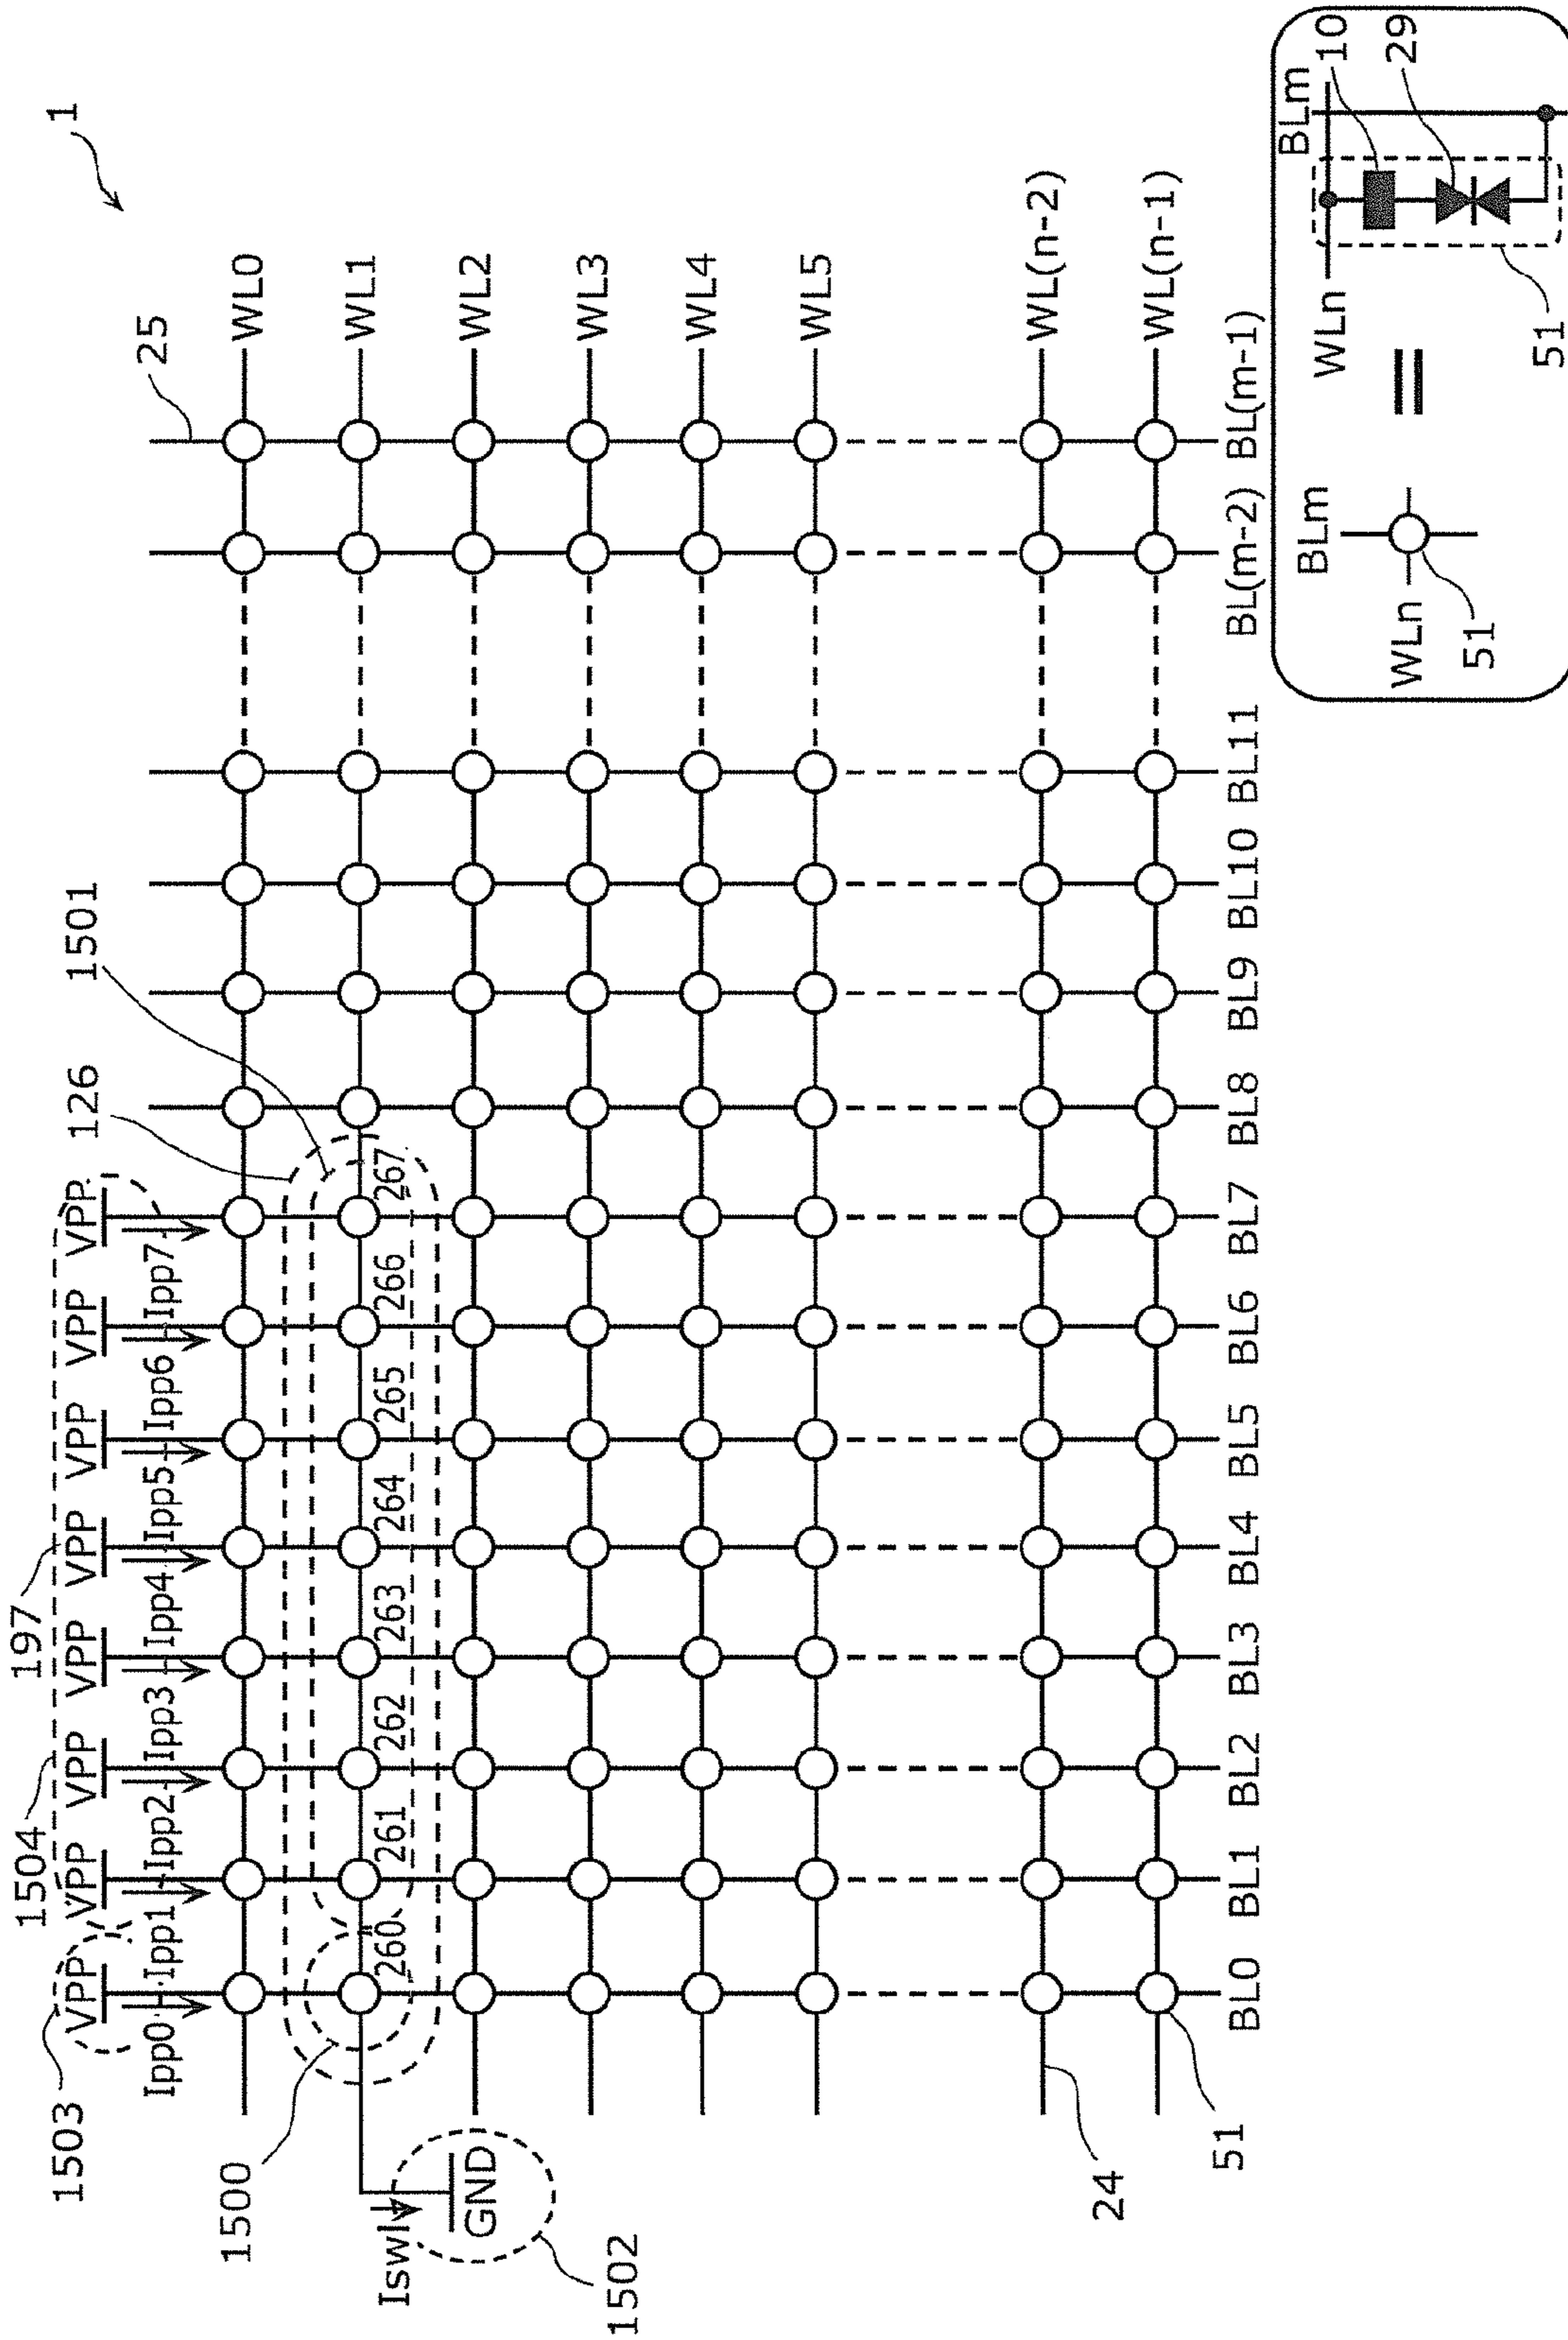 1
25
WL0
WL1
WL2
WL3
WL4
WL5
WL(n-2)
WL(n-1)
1503
1504
197
126
1501
VPP VPP VPP VPP VPP VPP VPP VPP
Ipp0 Ipp1 Ipp2 Ipp3 Ipp4 Ipp5 Ipp6 Ipp7
1500
260 261 262 263 264 265 266 267
Iswl
GND
1502
24
51
BL0 BL1 BL2 BL3 BL4 BL5 BL6 BL7 BL8 BL9 BL10 BL11 BL(m-2) BL(m-1)
BLm
WLn
51
=
BLm
WLn
10
29
51